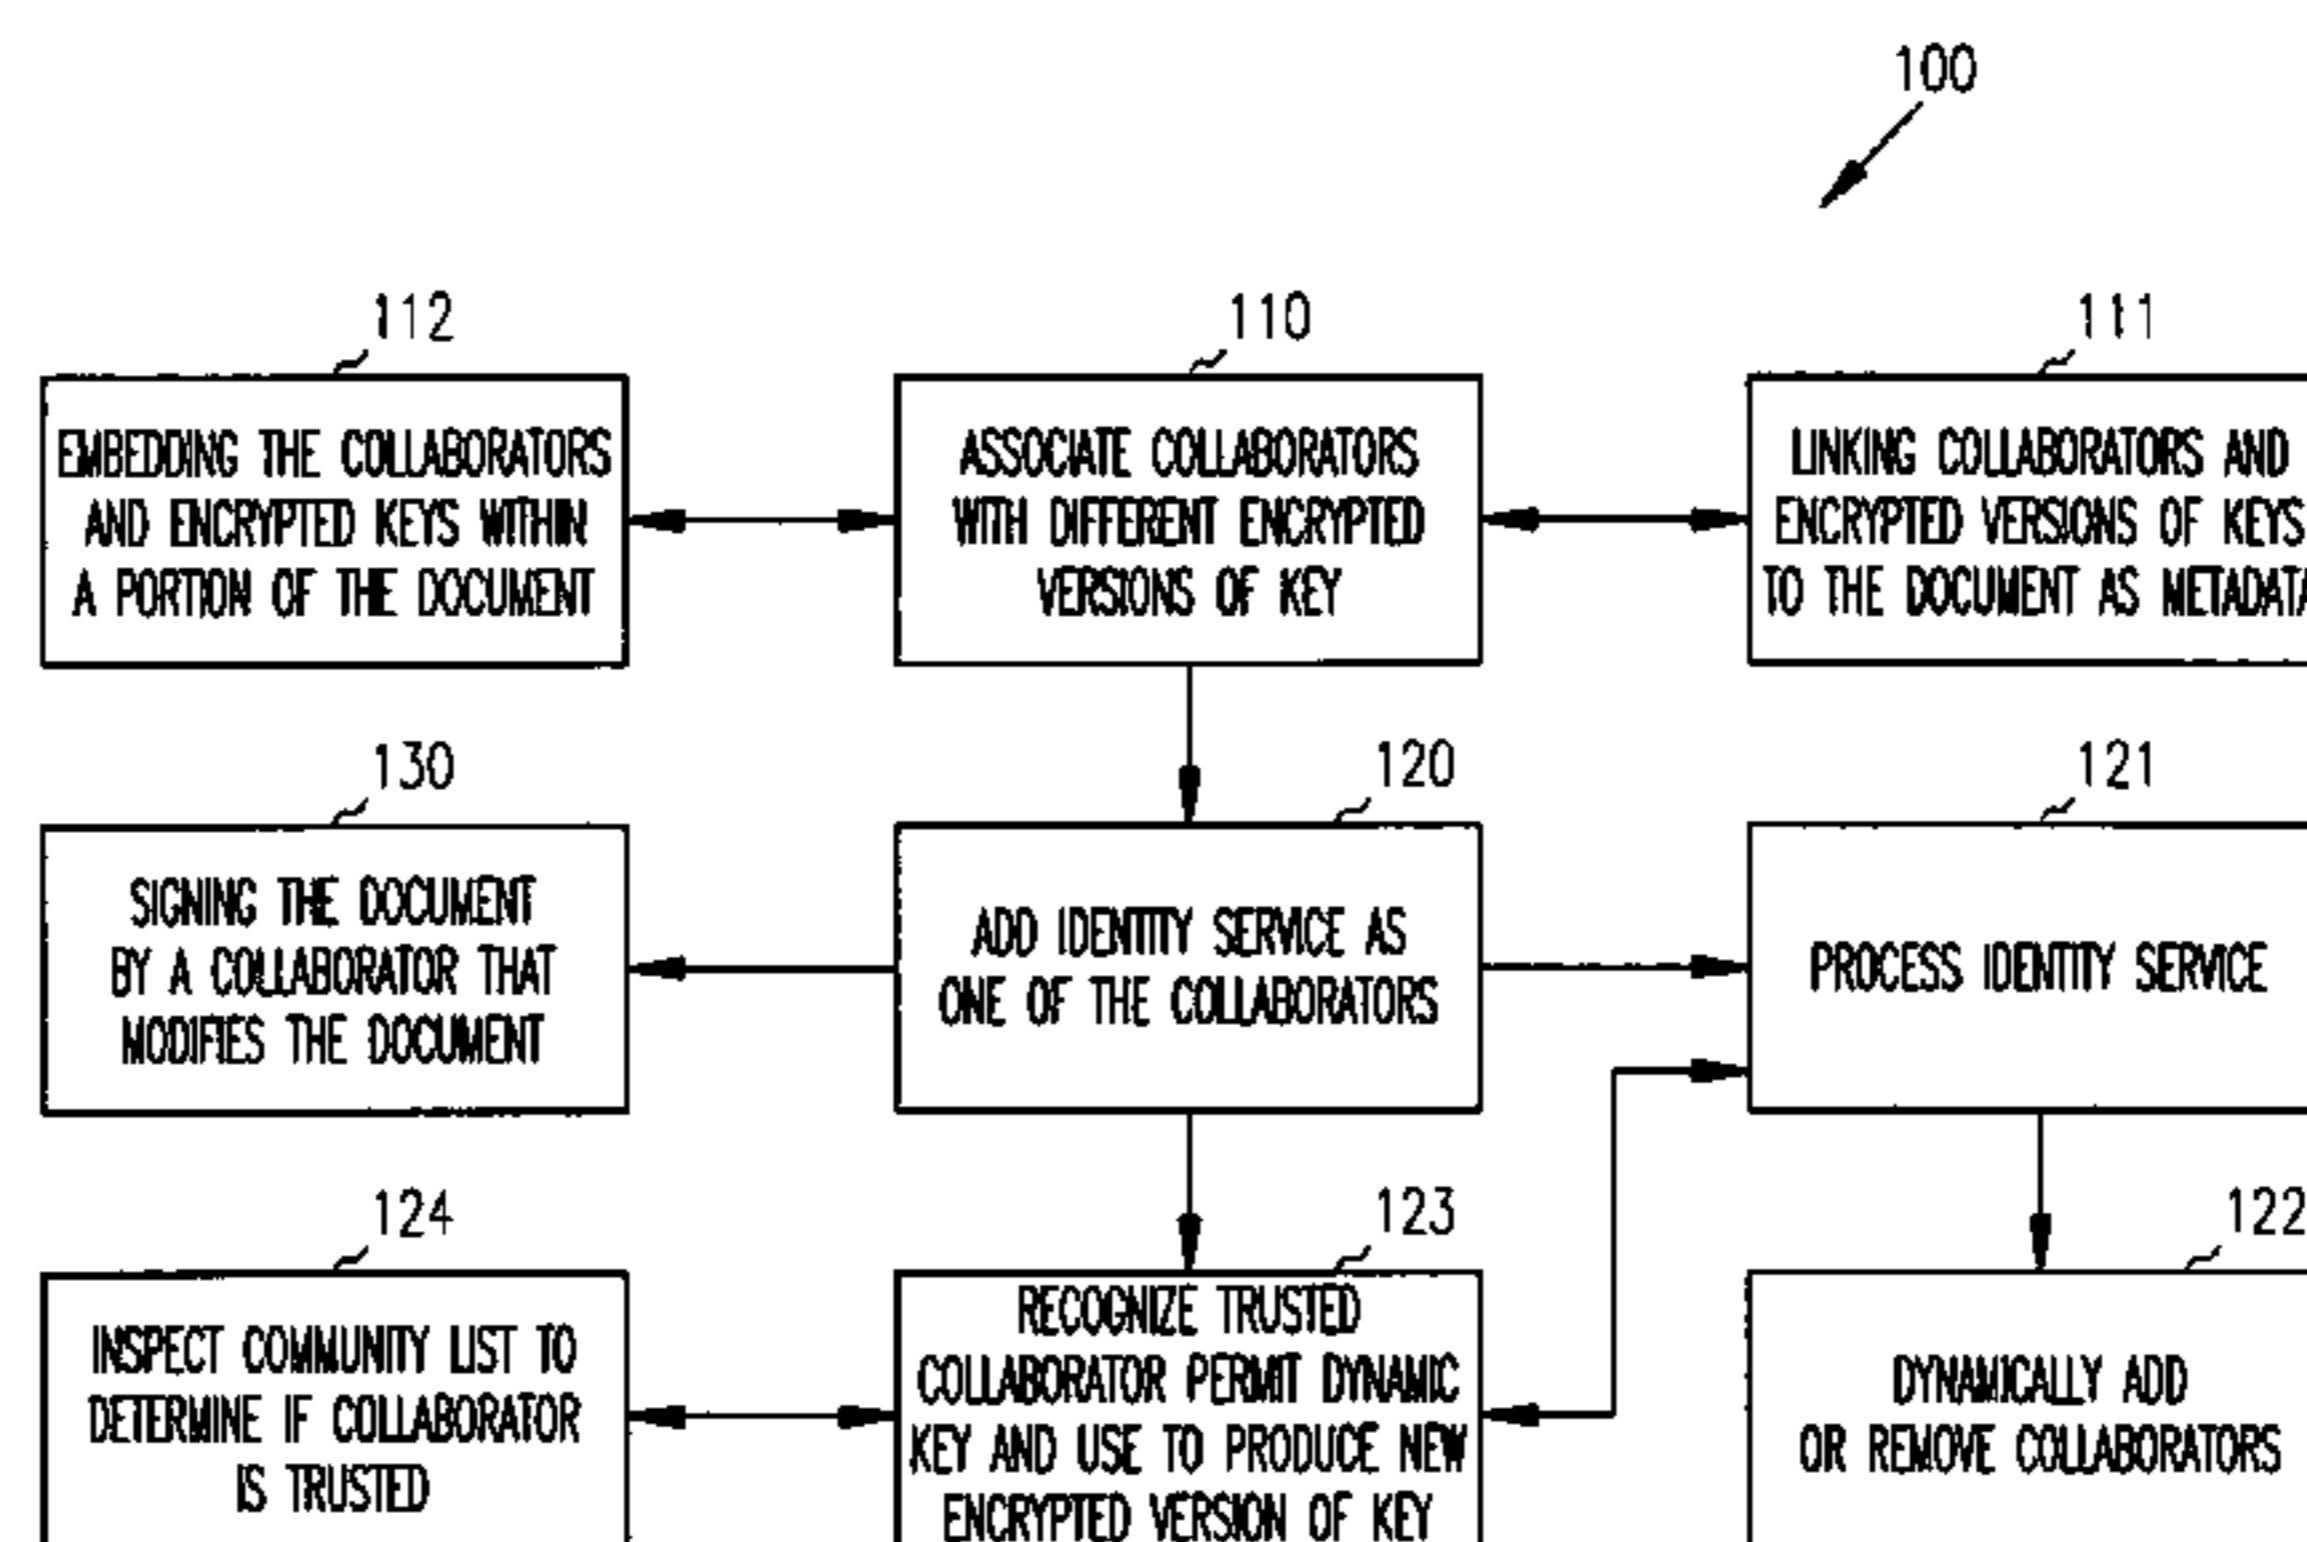 100
112
EMBEDDING THE COLLABORATORS
AND ENCRYPTED KEYS WITHIN
A PORTION OF THE DOCUMENT
110
ASSOCIATE COLLABORATORS
WITH DIFFERENT ENCRYPTED
VERSIONS OF KEY
111
LINKING COLLABORATORS AND
ENCRYPTED VERSIONS OF KEYS
TO THE DOCUMENT AS METADATA
130
SIGNING THE DOCUMENT
BY A COLLABORATOR THAT
MODIFIES THE DOCUMENT
120
ADD IDENTITY SERVICE AS
ONE OF THE COLLABORATORS
121
PROCESS IDENTITY SERVICE
124
INSPECT COMMUNITY LIST TO
DETERMINE IF COLLABORATOR
IS TRUSTED
123
RECOGNIZE TRUSTED
COLLABORATOR PERMIT DYNAMIC
KEY AND USE TO PRODUCE NEW
ENCRYPTED VERSION OF KEY
122
DYNAMICALLY ADD
OR REMOVE COLLABORATORS